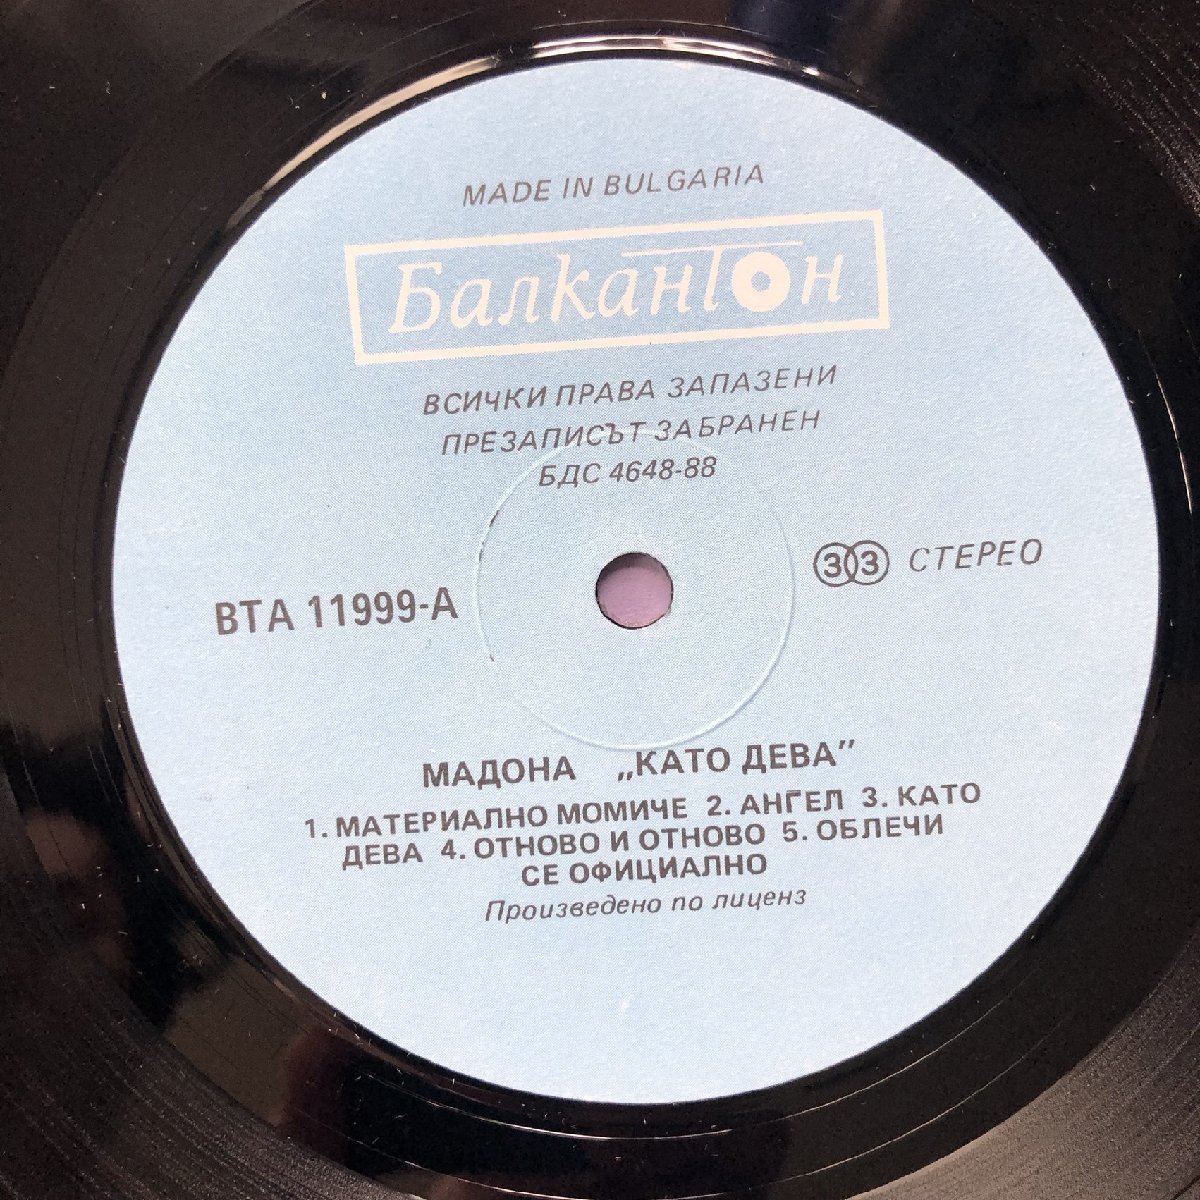 MADE IN BULGARIA
Балкантон
ВСИЧКИ ПРАВА ЗАПАЗЕНИ
ПРЕЗАПИСЪТ ЗАБРАНЕН
БДС 4648-88
33 СТЕРЕО
ВТА 11999-А
МАДОНА „КАТО ДЕВА”
1. МАТЕРИАЛНО МОМИЧЕ 2. АНГЕЛ 3. КАТО
ДЕВА 4. ОТНОВО И ОТНОВО 5. ОБЛЕЧИ
СЕ ОФИЦИАЛНО
Произведено по лиценз